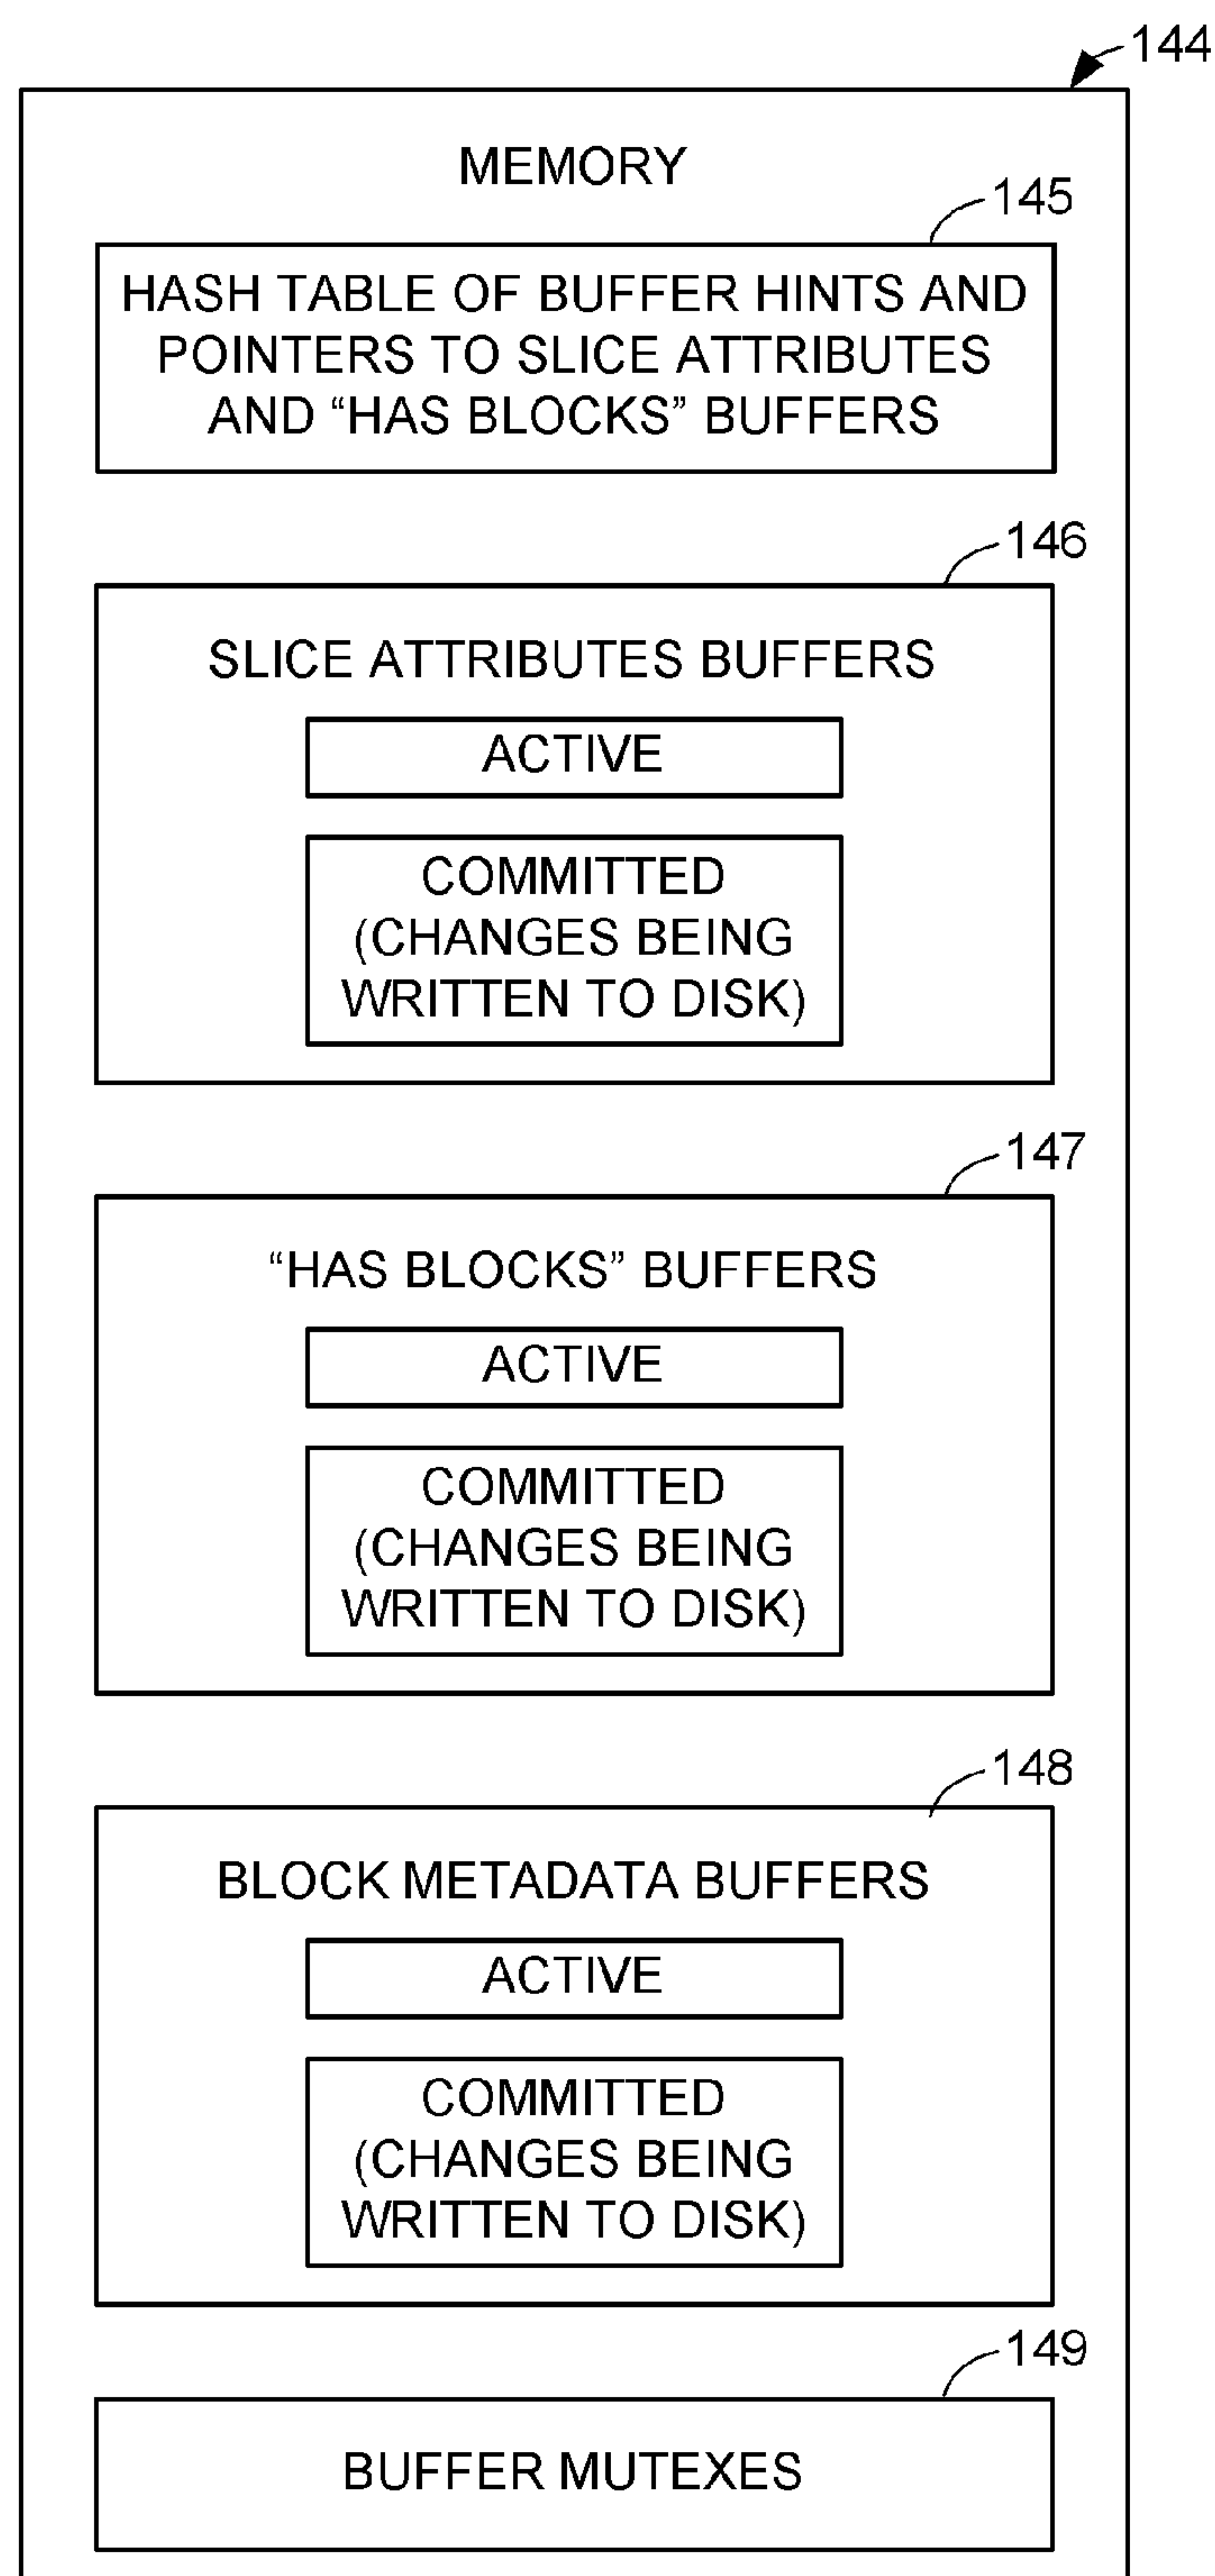 144
MEMORY
145
HASH TABLE OF BUFFER HINTS AND
POINTERS TO SLICE ATTRIBUTES
AND “HAS BLOCKS” BUFFERS
146
SLICE ATTRIBUTES BUFFERS
ACTIVE
COMMITTED
(CHANGES BEING
WRITTEN TO DISK)
147
“HAS BLOCKS” BUFFERS
ACTIVE
COMMITTED
(CHANGES BEING
WRITTEN TO DISK)
148
BLOCK METADATA BUFFERS
ACTIVE
COMMITTED
(CHANGES BEING
WRITTEN TO DISK)
149
BUFFER MUTEXES